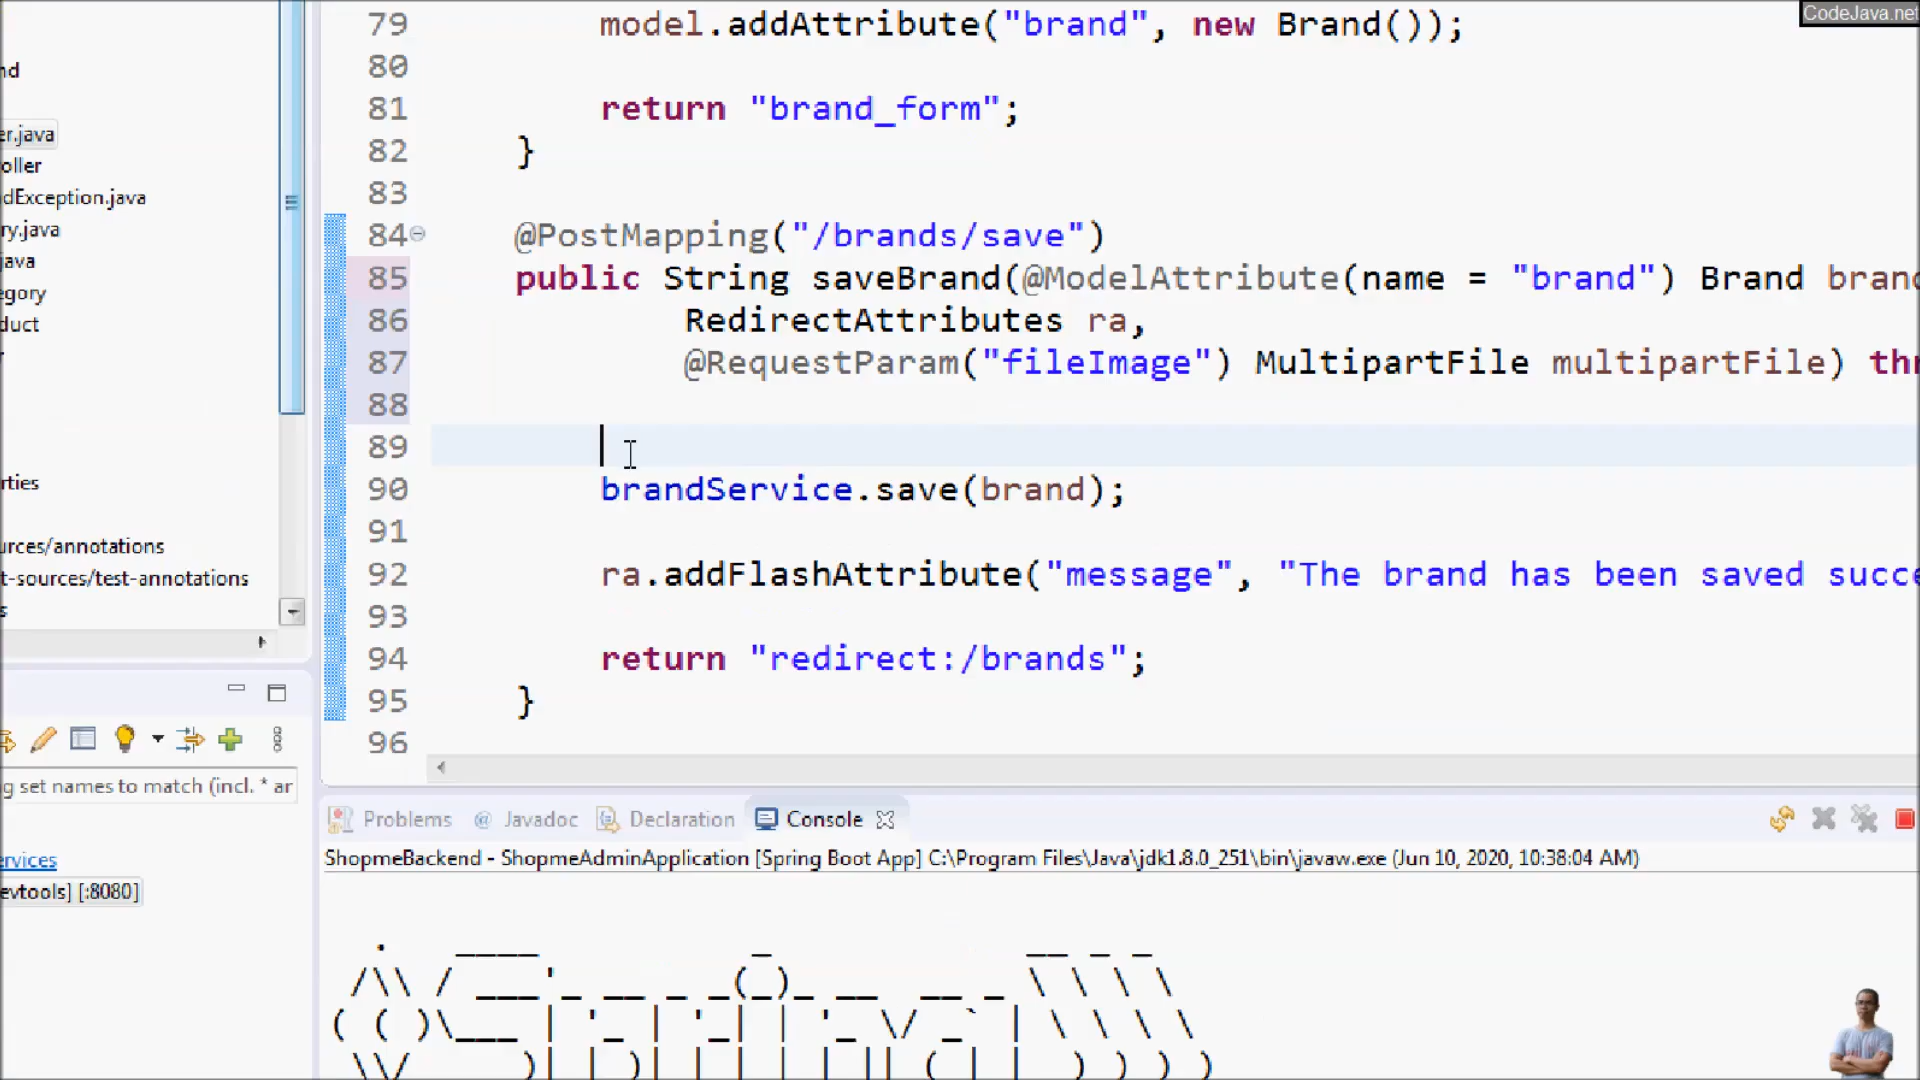 CodeJava.net
79 model.addAttribute("brand", new Brand());
80
81 return "brand_form";
82 }
83
84 @PostMapping("/brands/save")
85 public String saveBrand(@ModelAttribute(name = "brand") Brand brand
86 RedirectAttributes ra,
87 @RequestParam("fileImage") MultipartFile multipartFile) thr
88
89
90 brandService.save(brand);
91
92 ra.addFlashAttribute("message", "The brand has been saved succe
93
94 return "redirect:/brands";
95 }
96
nd
er.java
oller
dException.java
ry.java
java
egory
duct
r
rties
urces/annotations
t-sources/test-annotations
s
g set names to match (incl. * ar
ervices
evtools] [:8080]
Problems @ Javadoc Declaration Console
ShopmeBackend - ShopmeAdminApplication [Spring Boot App] C:\Program Files\Java\jdk1.8.0_251\bin\javaw.exe (Jun 10, 2020, 10:38:04 AM)